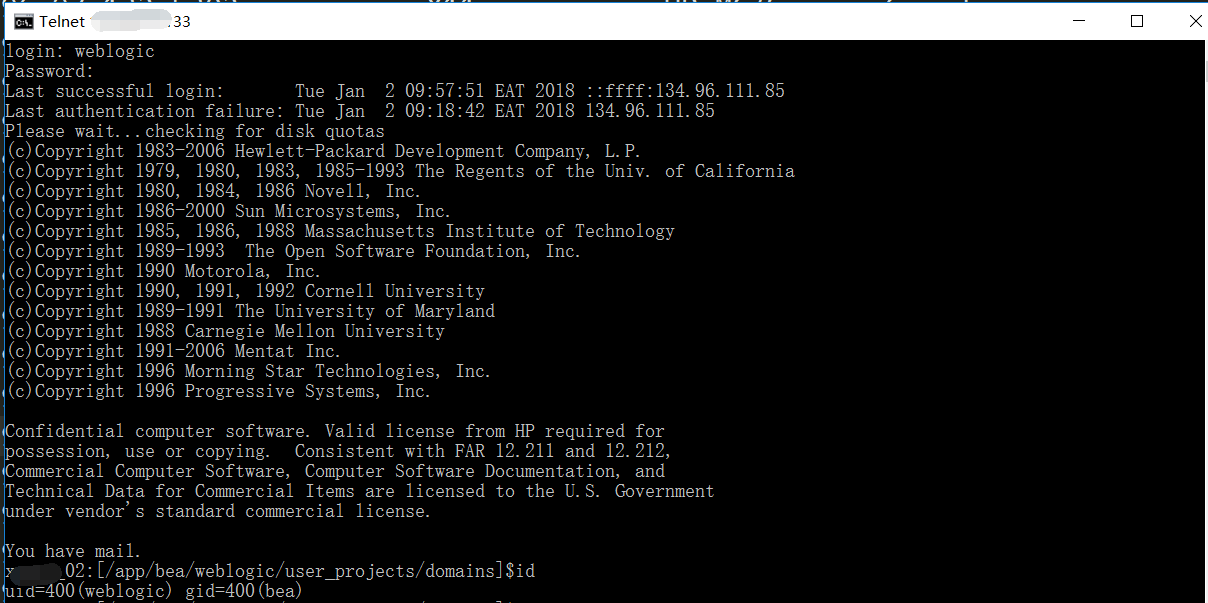 Telnet 33
login: weblogic
Password:
Last successful login:       Tue Jan  2 09:57:51 EAT 2018 ::ffff:134.96.111.85
Last authentication failure: Tue Jan  2 09:18:42 EAT 2018 134.96.111.85
Please wait...checking for disk quotas
(c)Copyright 1983-2006 Hewlett-Packard Development Company, L.P.
(c)Copyright 1979, 1980, 1983, 1985-1993 The Regents of the Univ. of California
(c)Copyright 1980, 1984, 1986 Novell, Inc.
(c)Copyright 1986-2000 Sun Microsystems, Inc.
(c)Copyright 1985, 1986, 1988 Massachusetts Institute of Technology
(c)Copyright 1989-1993  The Open Software Foundation, Inc.
(c)Copyright 1990 Motorola, Inc.
(c)Copyright 1990, 1991, 1992 Cornell University
(c)Copyright 1989-1991 The University of Maryland
(c)Copyright 1988 Carnegie Mellon University
(c)Copyright 1991-2006 Mentat Inc.
(c)Copyright 1996 Morning Star Technologies, Inc.
(c)Copyright 1996 Progressive Systems, Inc.
Confidential computer software. Valid license from HP required for
possession, use or copying.  Consistent with FAR 12.211 and 12.212,
Commercial Computer Software, Computer Software Documentation, and
Technical Data for Commercial Items are licensed to the U.S. Government
under vendor's standard commercial license.
You have mail.
_02:[/app/bea/weblogic/user_projects/domains]$id
uid=400(weblogic) gid=400(bea)